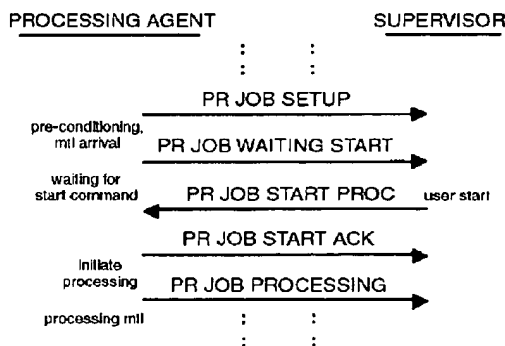 PROCESSING AGENT
SUPERVISOR
PR JOB SETUP
pre-conditioning,
mtl arrival
PR JOB WAITING START
waiting for
start command
PR JOB START PROC
user start
PR JOB START ACK
initiate
processing
PR JOB PROCESSING
processing mtl